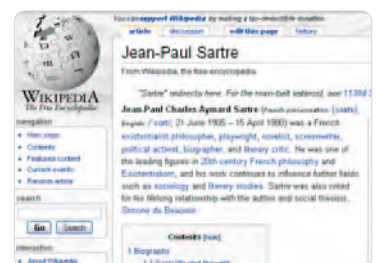 You can support Wikipedia by making a tax-deductible donation.
article discussion edit this page history
Jean-Paul Sartre
From Wikipedia, the free encyclopedia
"Sartre" redirects here. For the main-belt asteroid, see
Jean-Paul Charles Aymard Sartre (French pronunciation:
English 21 June 1905 – 15 April 1980) was a French
existentialist philosopher, playwright, novelist, screenwriter,
political activist, biographer, and literary critic. He was one of
the leading figures in 20th century French philosophy and
Existentialism, and his work continues to influence further fields
such as sociology and literary studies. Sartre was also noted
for his lifelong relationship with the author and social theorist,
Simone de Beauvoir.
Contents [hide]
1 Biography
WIKIPEDIA
The Free Encyclopedia
navigation
Main page
Contents
Featured content
Current events
Random article
search
Go Search
interaction
About Wikipedia